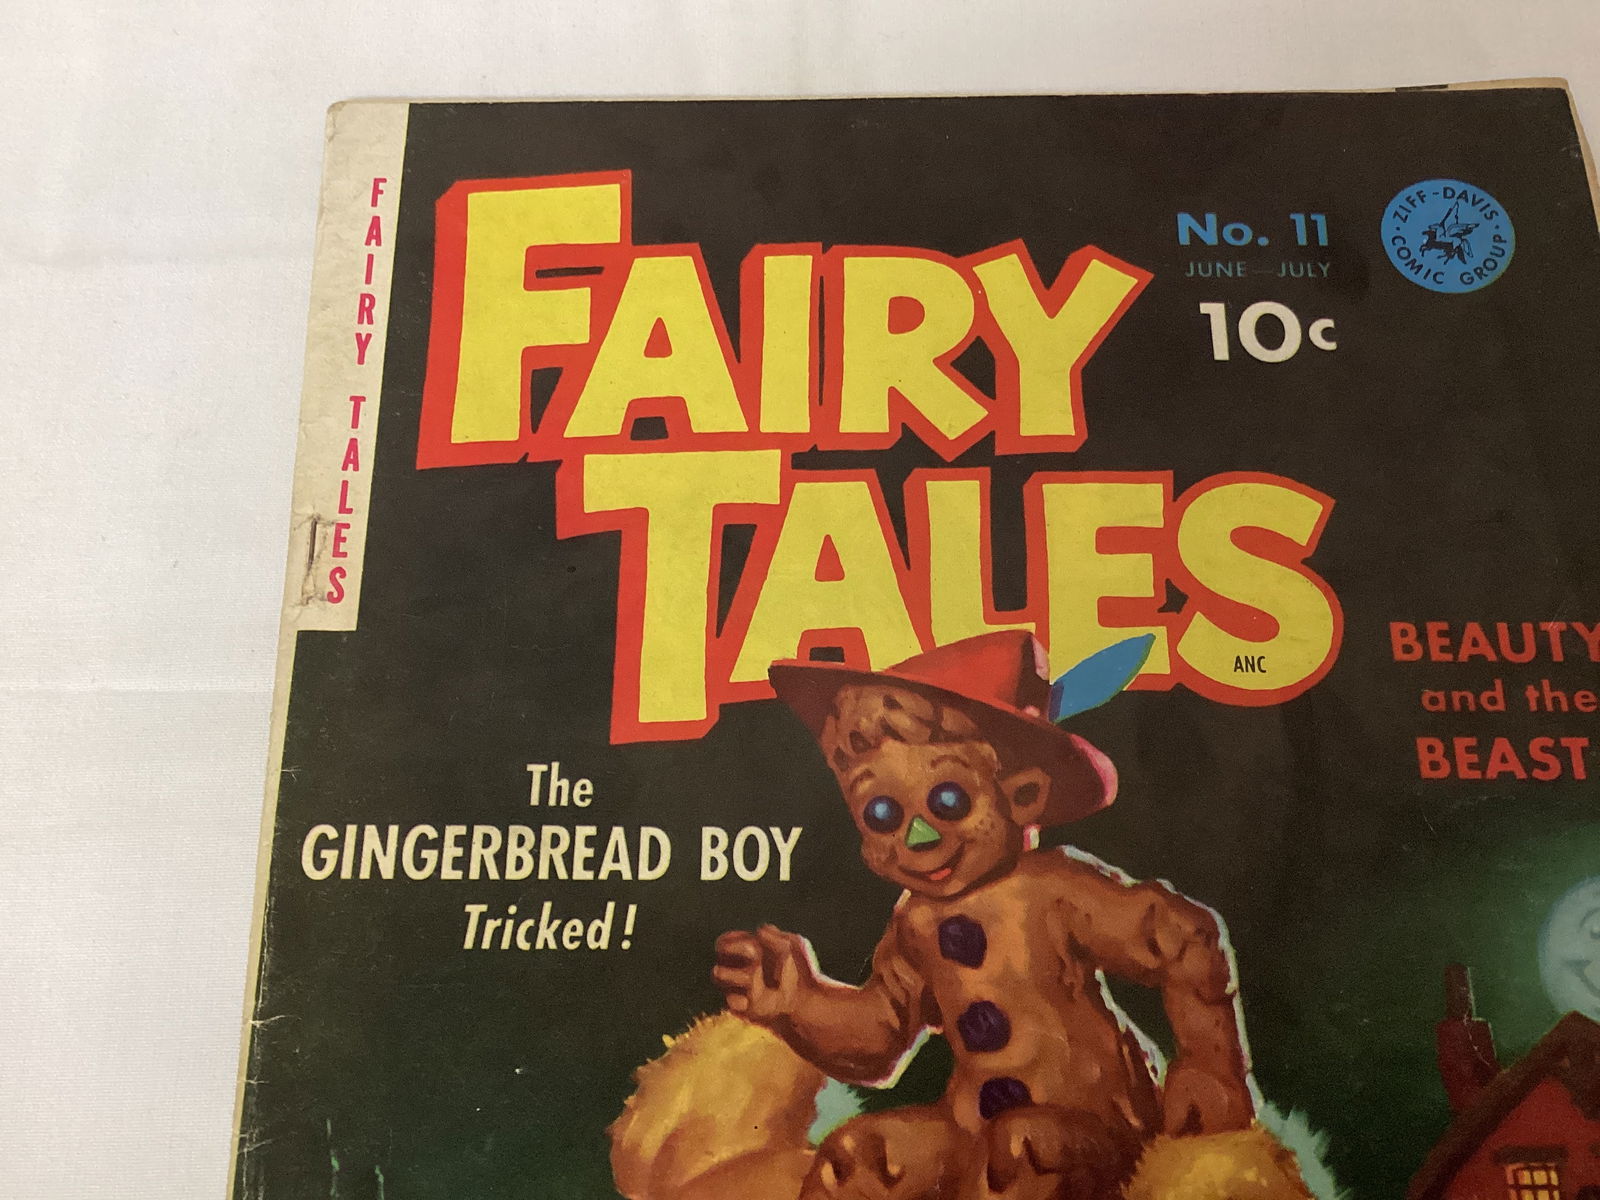 FAIRY TALES
FAIRY
TALES
ANC
No. 11
JUNE—JULY
10c
ZIFF-DAVIS
COMIC GROUP
BEAUTY
and the
BEAST
The
GINGERBREAD BOY
Tricked!